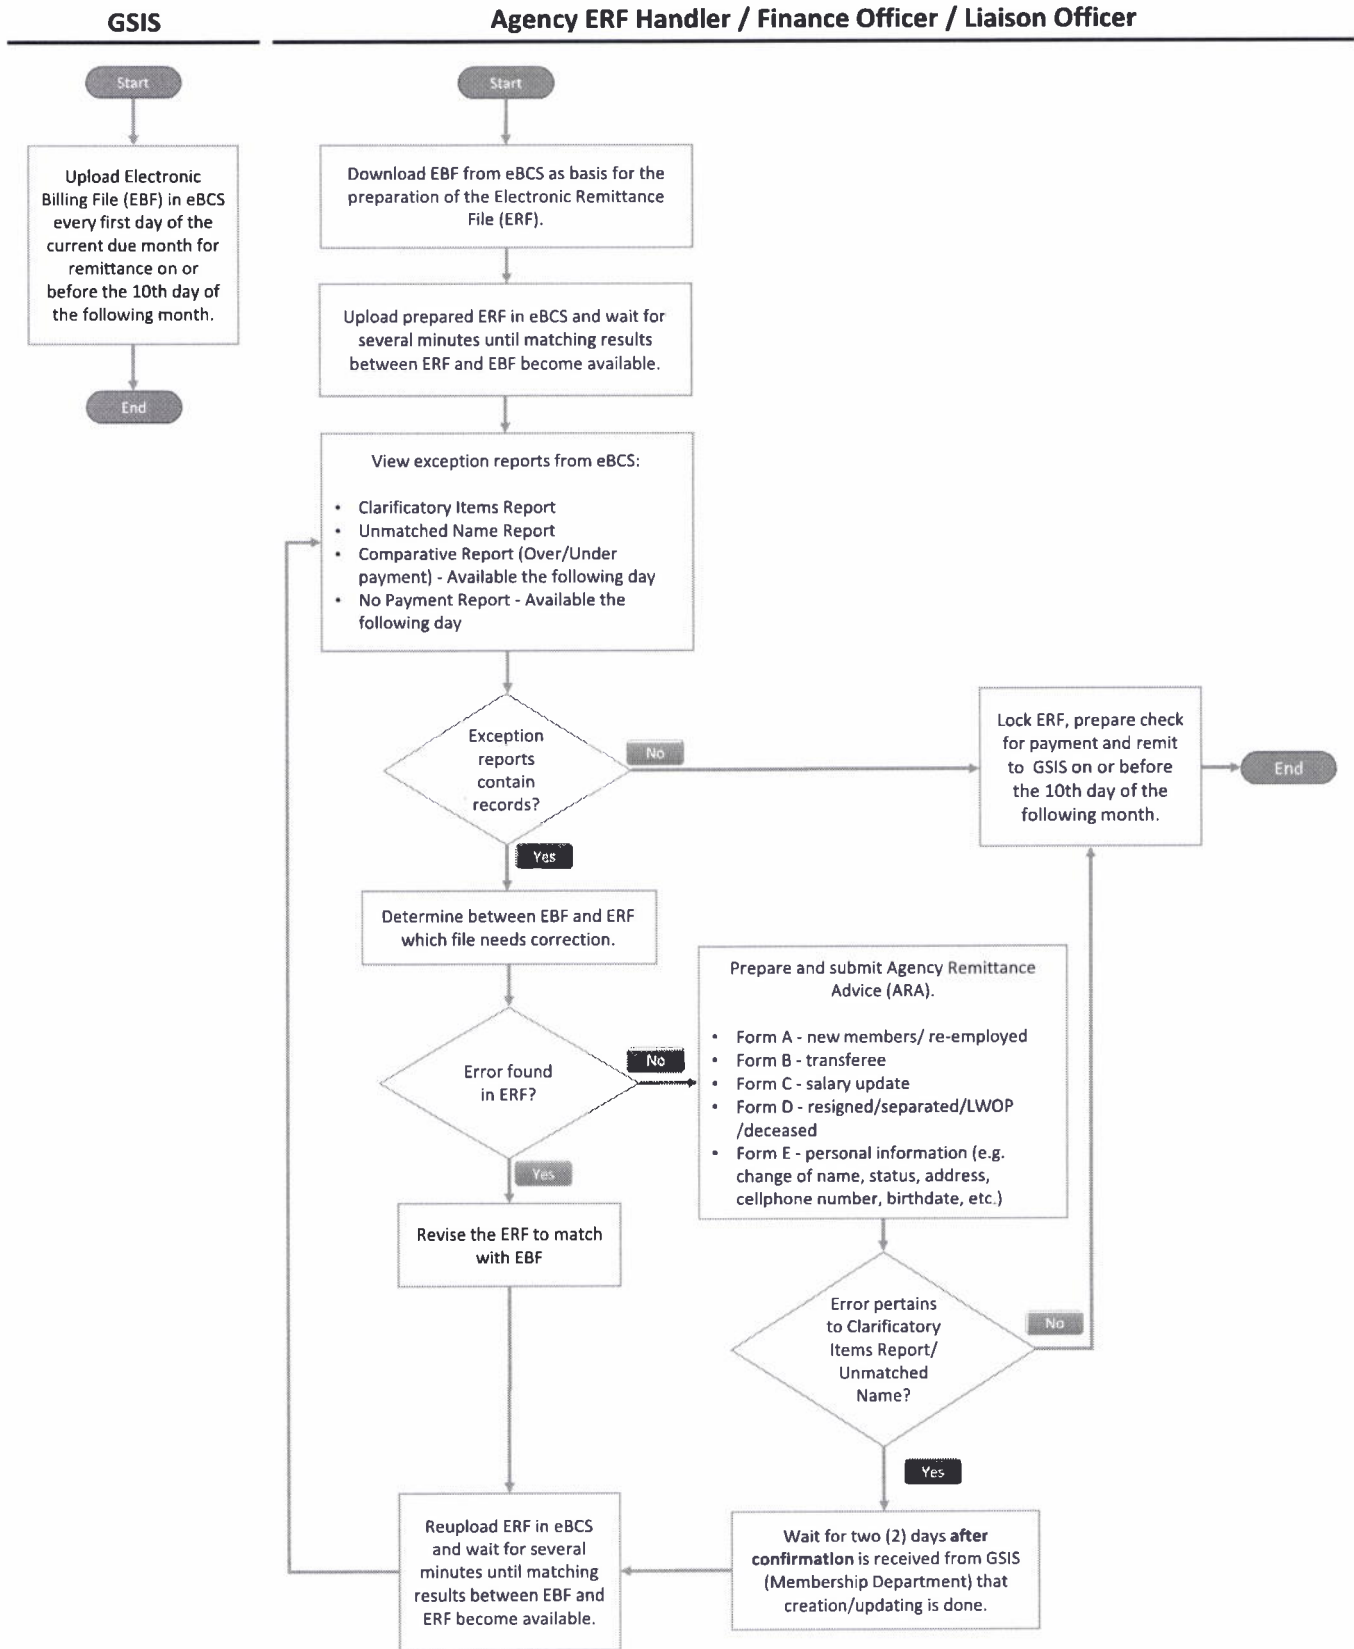 GSIS
Agency ERF Handler / Finance Officer / Liaison Officer
Start
Upload Electronic
Billing File (EBF) in eBCS
every first day of the
current due month for
remittance on or
before the 10th day of
the following month.
End
Start
Download EBF from eBCS as basis for the
preparation of the Electronic Remittance
File (ERF).
Upload prepared ERF in eBCS and wait for
several minutes until matching results
between ERF and EBF become available.
View exception reports from eBCS:
• Clarificatory Items Report
• Unmatched Name Report
• Comparative Report (Over/Under
payment) - Available the following day
• No Payment Report - Available the
following day
Exception
reports
contain
records?
No
Lock ERF, prepare check
for payment and remit
to GSIS on or before
the 10th day of the
following month.
End
Yes
Determine between EBF and ERF
which file needs correction.
Error found
in ERF?
No
Prepare and submit Agency Remittance
Advice (ARA).
• Form A - new members/ re-employed
• Form B - transferee
• Form C - salary update
• Form D - resigned/separated/LWOP
/deceased
• Form E - personal information (e.g.
change of name, status, address,
cellphone number, birthdate, etc.)
Yes
Revise the ERF to match
with EBF
Error pertains
to Clarificatory
Items Report/
Unmatched
Name?
No
Yes
Wait for two (2) days after
confirmation is received from GSIS
(Membership Department) that
creation/updating is done.
Reupload ERF in eBCS
and wait for several
minutes until matching
results between EBF and
ERF become available.